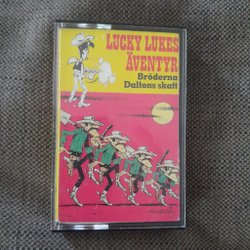 LUCKY LUKES
ÄVENTYR
Bröderna
Daltons skatt